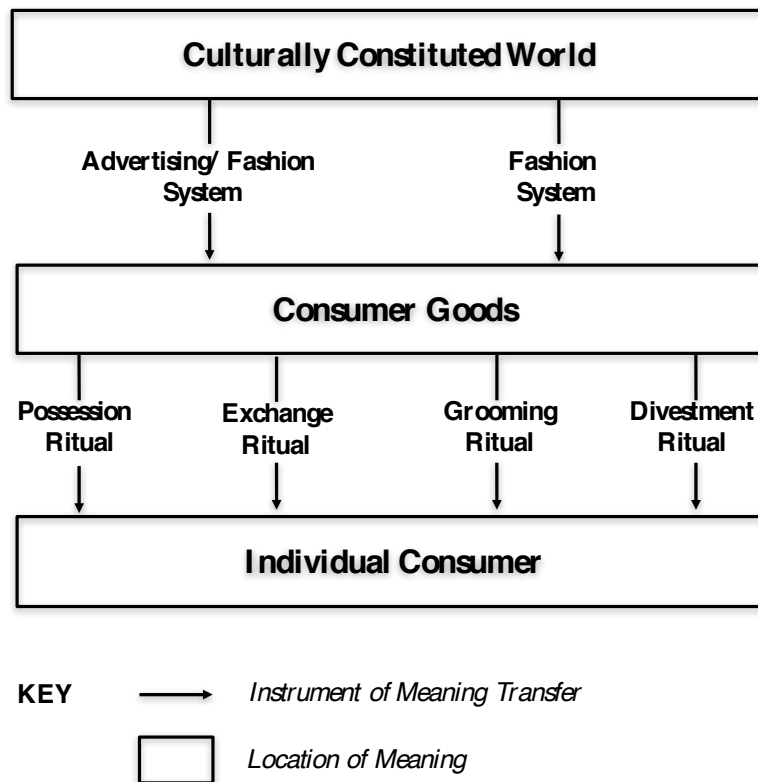 Culturally Constituted World
Advertising/ Fashion
System
Fashion
System
Consumer Goods
Possession
Ritual
Exchange
Ritual
Grooming
Ritual
Divestment
Ritual
Individual Consumer
KEY
Instrument of Meaning Transfer
Location of Meaning